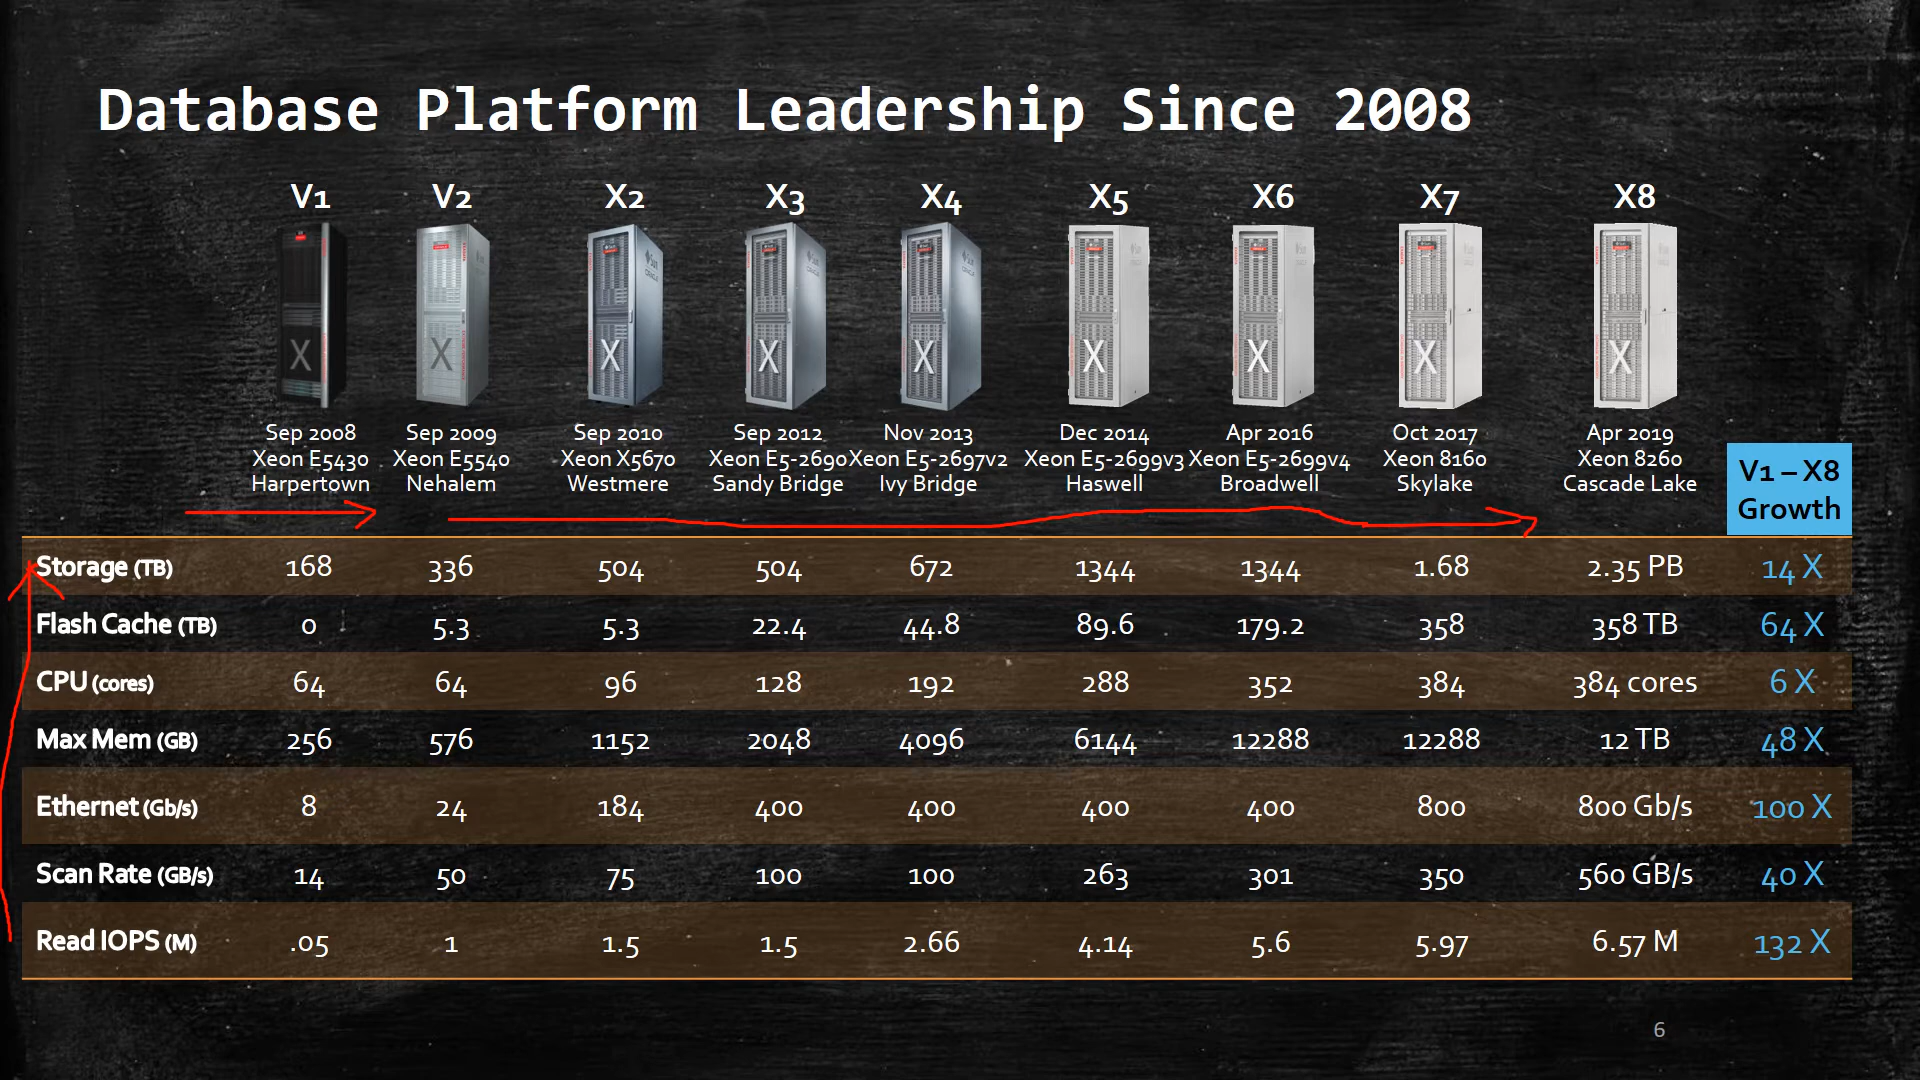 Database Platform Leadership Since 2008
V1 V2 X2 X3 X4 X5 X6 X7 X8
Sep 2008 Sep 2009 Sep 2010 Sep 2012 Nov 2013 Dec 2014 Apr 2016 Oct 2017 Apr 2019
Xeon E5430 Xeon E5540 Xeon X5670 Xeon E5-2690 Xeon E5-2697v2 Xeon E5-2699v3 Xeon E5-2699v4 Xeon 8160 Xeon 8260
Harpertown Nehalem Westmere Sandy Bridge Ivy Bridge Haswell Broadwell Skylake Cascade Lake
V1 – X8
Growth
Storage (TB) 168 336 504 504 672 1344 1344 1.68 2.35 PB 14 X
Flash Cache (TB) 0 5.3 5.3 22.4 44.8 89.6 179.2 358 358 TB 64 X
CPU (cores) 64 64 96 128 192 288 352 384 384 cores 6 X
Max Mem (GB) 256 576 1152 2048 4096 6144 12288 12288 12 TB 48 X
Ethernet (Gb/s) 8 24 184 400 400 400 400 800 800 Gb/s 100 X
Scan Rate (GB/s) 14 50 75 100 100 263 301 350 560 GB/s 40 X
Read IOPS (M) .05 1 1.5 1.5 2.66 4.14 5.6 5.97 6.57 M 132 X
6